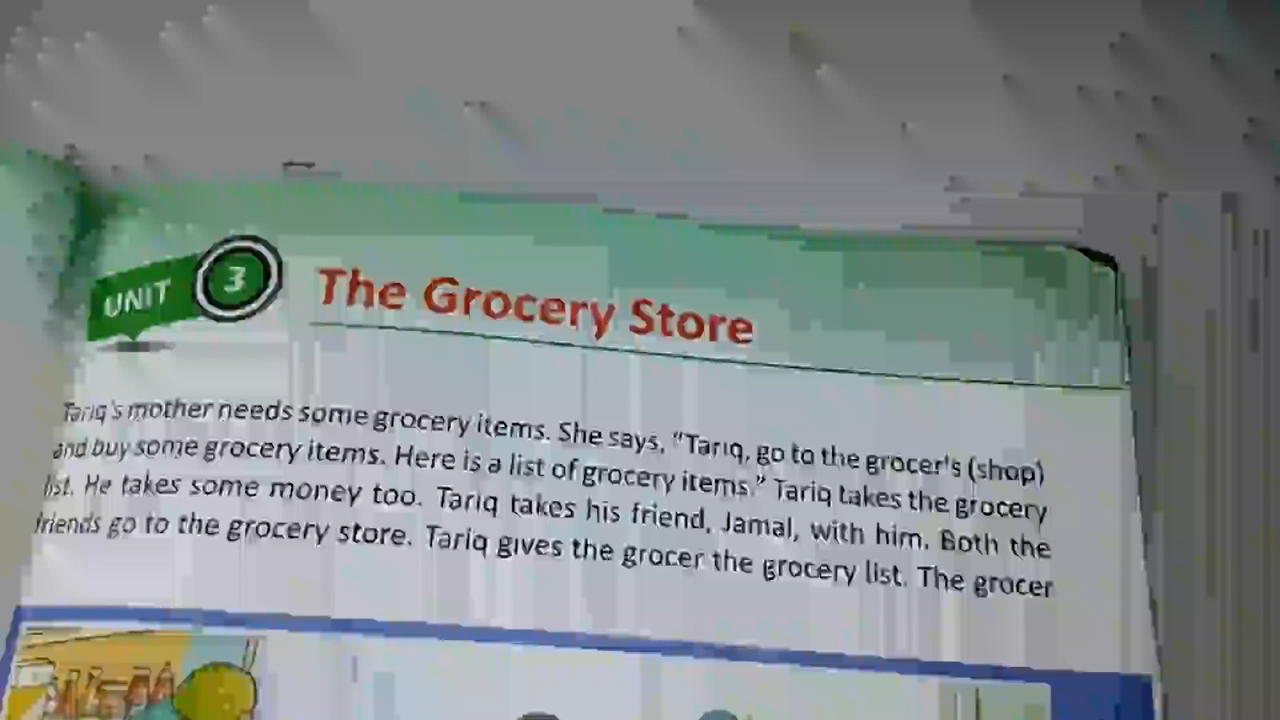 UNIT 3 The Grocery Store
Tariq's mother needs some grocery items. She says, "Tariq, go to the grocer's (shop)
and buy some grocery items. Here is a list of grocery items." Tariq takes the grocery
list. He takes some money too. Tariq takes his friend, Jamal, with him. Both the
friends go to the grocery store. Tariq gives the grocer the grocery list. The grocer